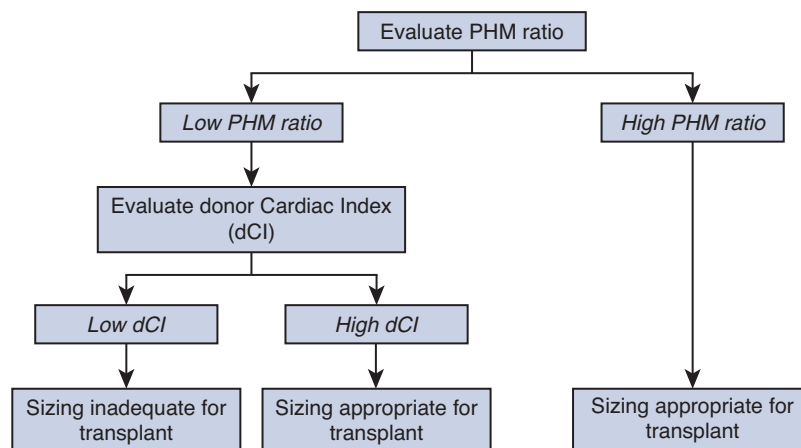 Evaluate PHM ratio
Low PHM ratio
High PHM ratio
Evaluate donor Cardiac Index
(dCI)
Low dCI
High dCI
Sizing inadequate for
transplant
Sizing appropriate for
transplant
Sizing appropriate for
transplant